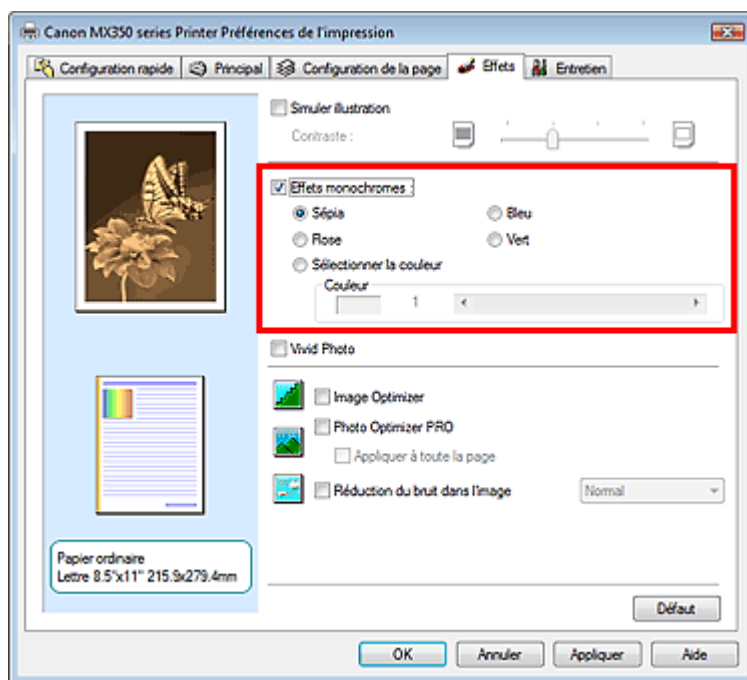 Canon MX350 series Printer Préférences de l'impression
Configuration rapide Principal Configuration de la page Effets Entretien
Simuler illustration
Contraste :
Effets monochromes :
Sépia Bleu
Rose Vert
Sélectionner la couleur
Couleur
1
Vivid Photo
Image Optimizer
Photo Optimizer PRO
Appliquer à toute la page
Réduction du bruit dans l'image Normal
Papier ordinaire
Lettre 8.5"x11" 215.9x279.4mm
Défaut
OK Annuler Appliquer Aide